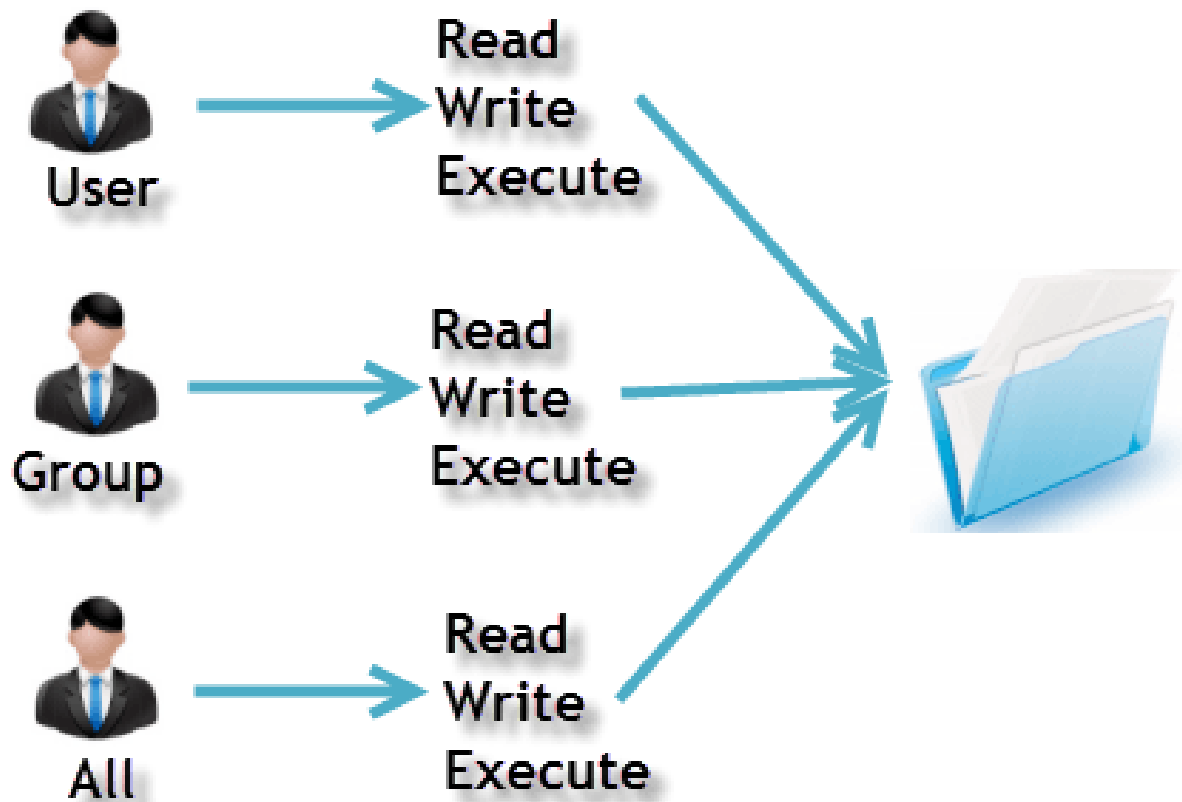 User
Read
Write
Execute
Group
Read
Write
Execute
All
Read
Write
Execute